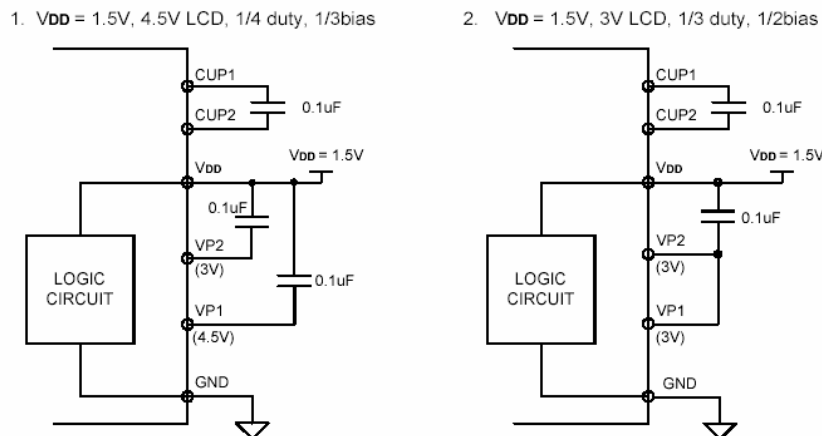 1. VDD = 1.5V, 4.5V LCD, 1/4 duty, 1/3bias
CUP1
CUP2
0.1uF
VDD
VDD = 1.5V
0.1uF
VP2
(3V)
0.1uF
LOGIC
CIRCUIT
VP1
(4.5V)
GND
2. VDD = 1.5V, 3V LCD, 1/3 duty, 1/2bias
CUP1
CUP2
0.1uF
VDD
VDD = 1.5V
0.1uF
VP2
(3V)
LOGIC
CIRCUIT
VP1
(3V)
GND